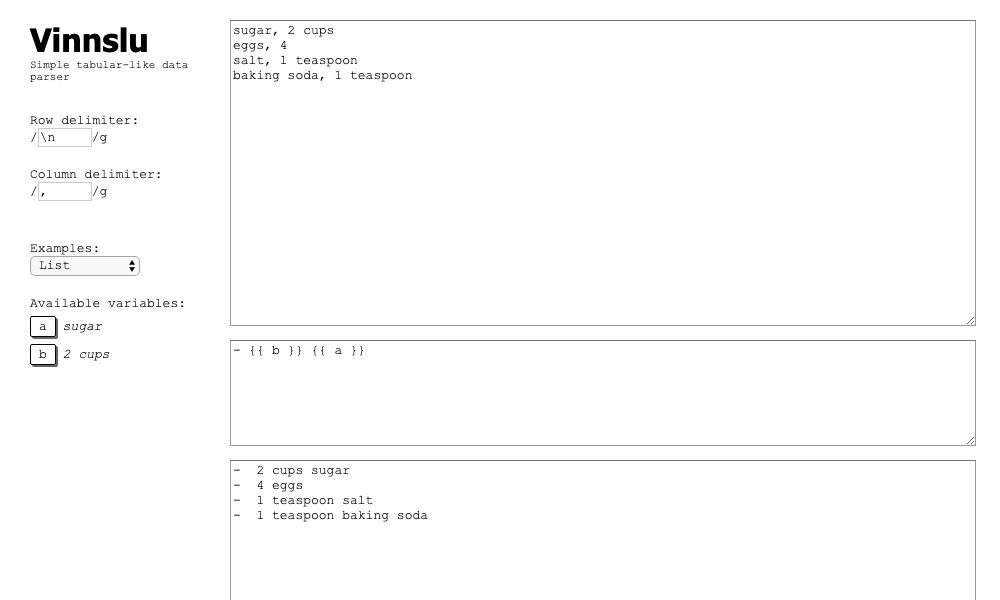 Vinnslu
Simple tabular-like data
parser
Row delimiter:
/\n/g
Column delimiter:
/,/g
Examples:
List
Available variables:
a sugar
b 2 cups
sugar, 2 cups
eggs, 4
salt, 1 teaspoon
baking soda, 1 teaspoon
- {{ b }} {{ a }}
-  2 cups sugar
-  4 eggs
-  1 teaspoon salt
-  1 teaspoon baking soda